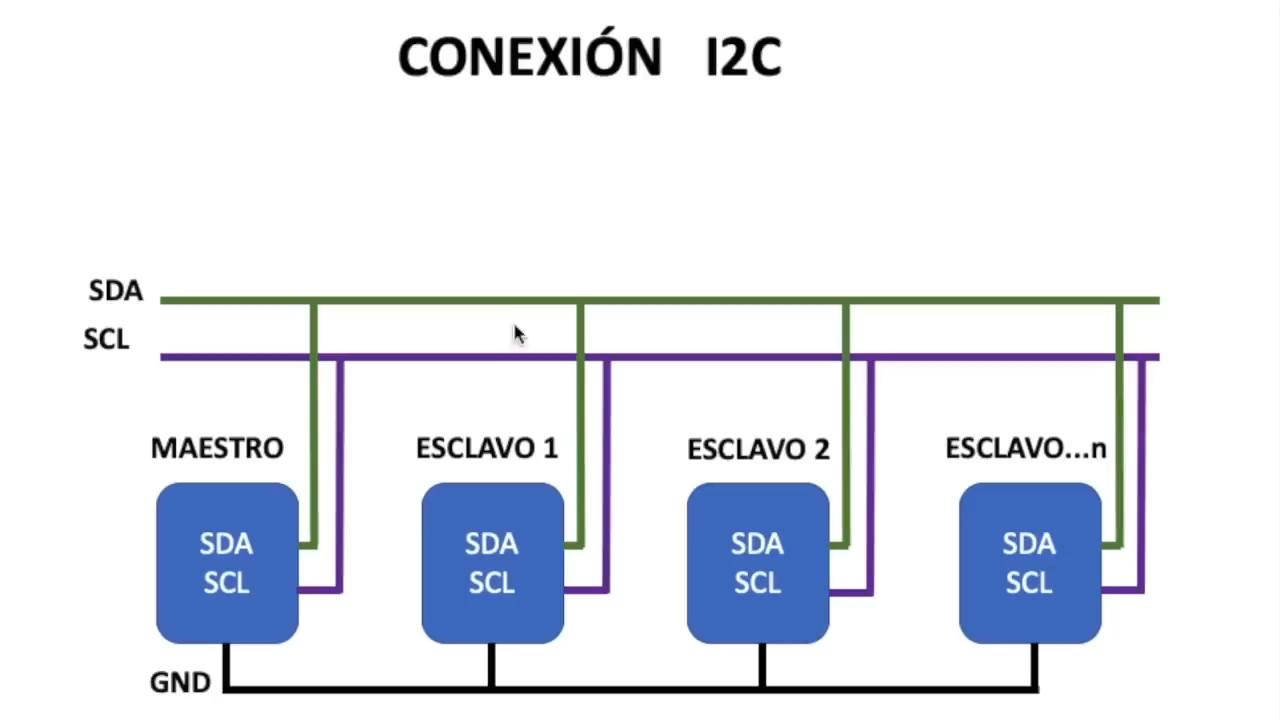 CONEXIÓN I2C
SDA
SCL
MAESTRO
ESCLAVO 1
ESCLAVO 2
ESCLAVO...n
SDA
SCL
SDA
SCL
SDA
SCL
SDA
SCL
GND